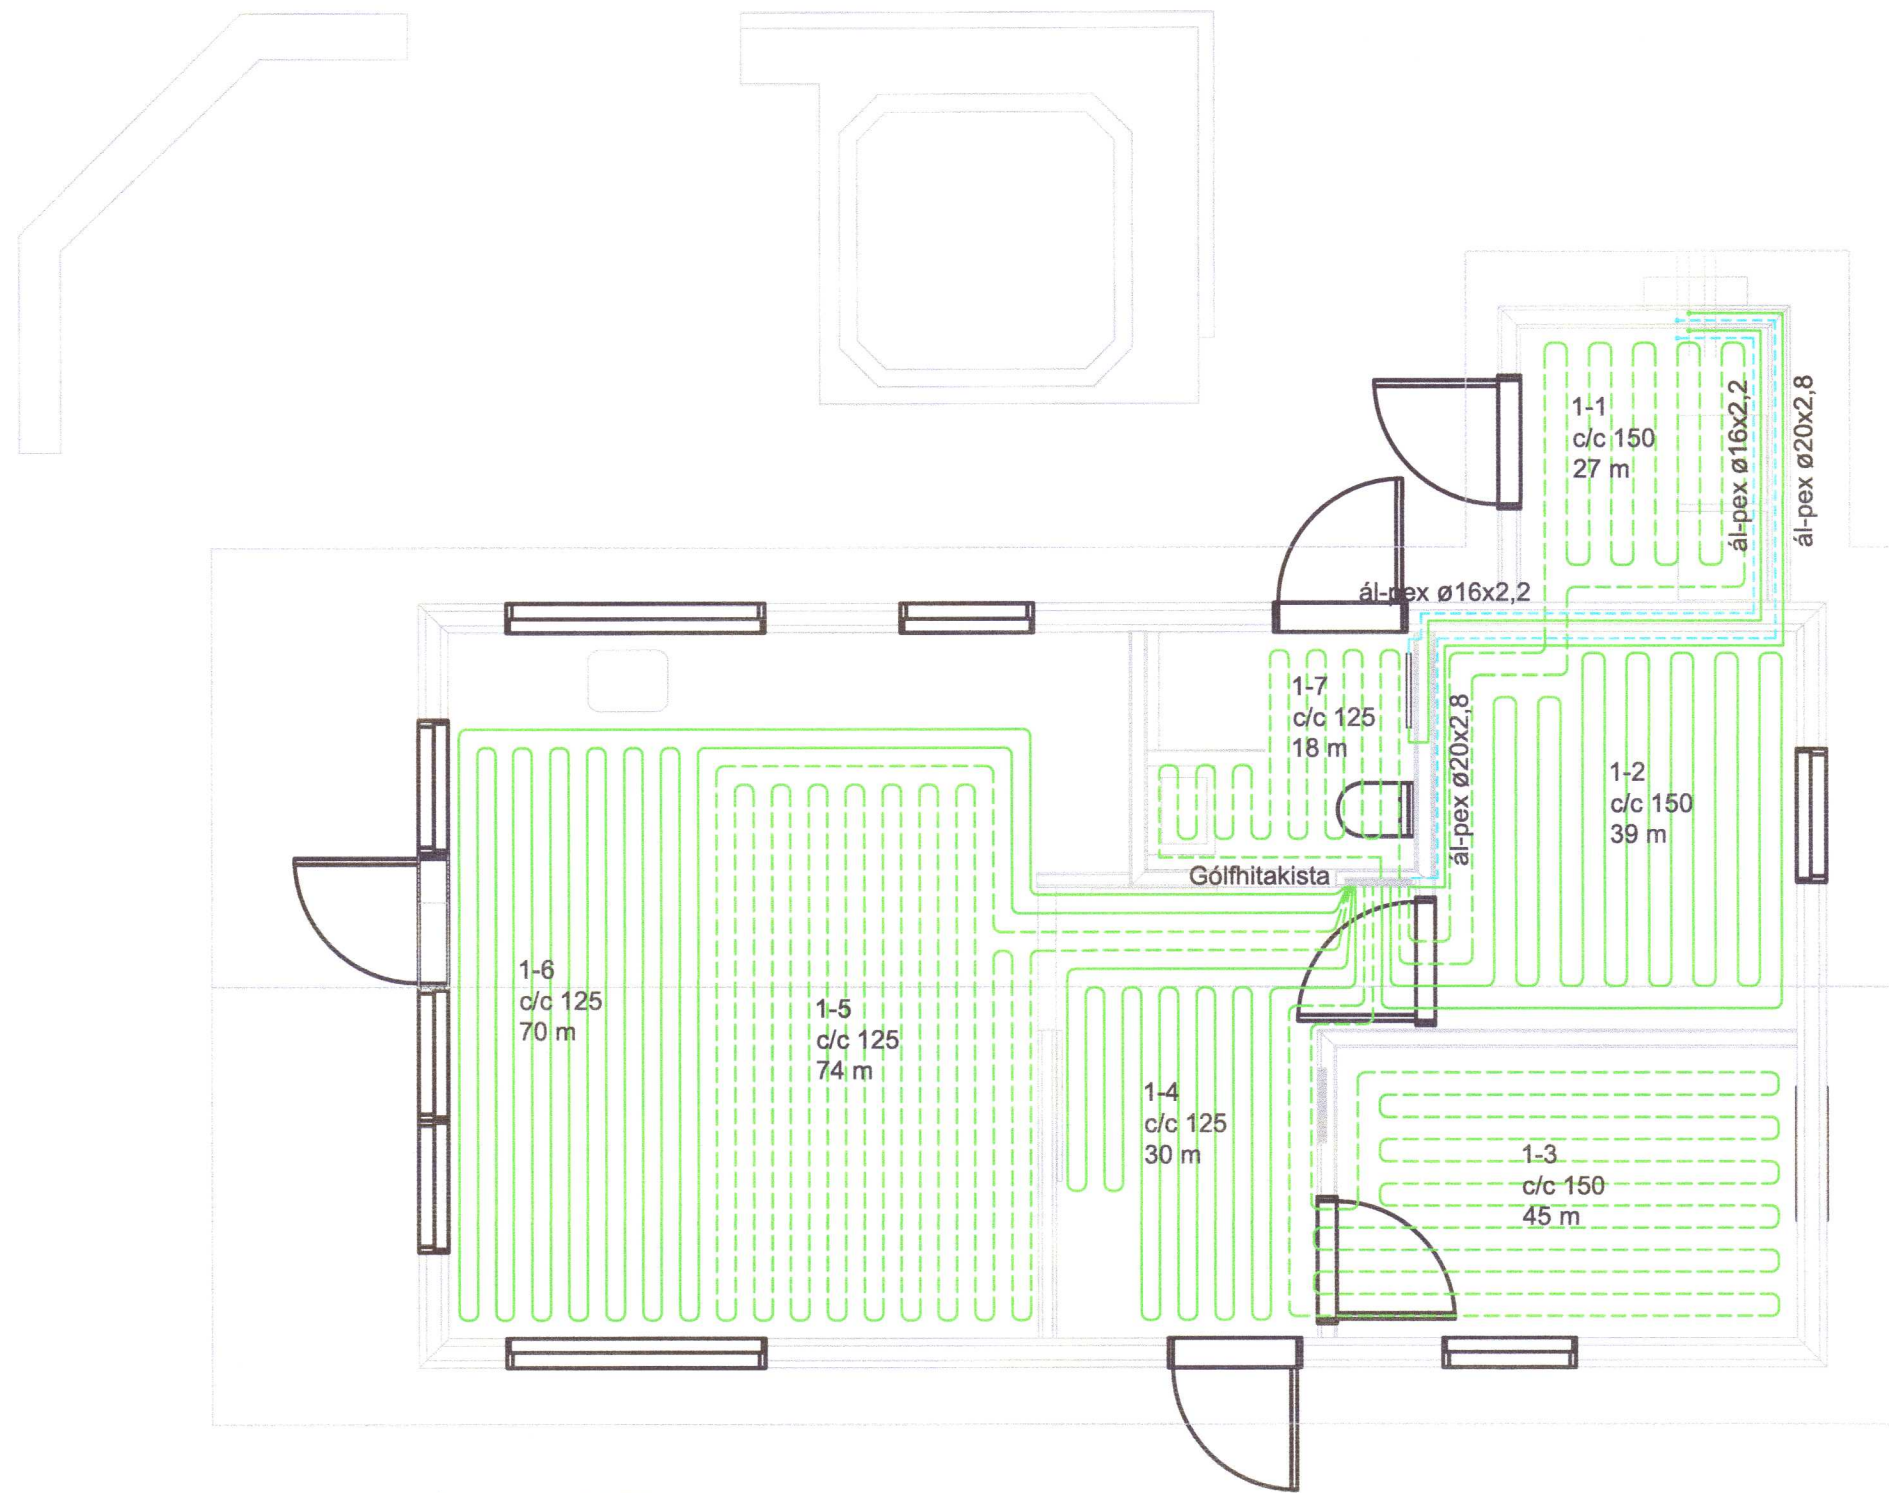 1-1
c/c 150
27 m
ál-pex ø16x2,2
ál-pex ø20x2,8
ál-pex ø16x2,2
1-7
c/c 125
18 m
ál-pex ø20x2,8
1-2
c/c 150
39 m
Gólfhitakista
1-6
c/c 125
70 m
1-5
c/c 125
74 m
1-4
c/c 125
30 m
1-3
c/c 150
45 m